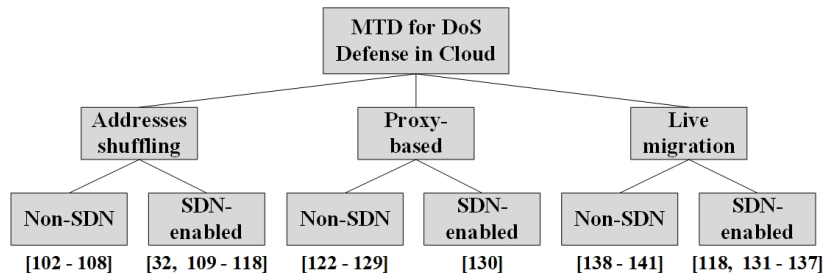 MTD for DoS
Defense in Cloud
Addresses
shuffling
Proxy-
based
Live
migration
Non-SDN
SDN-
enabled
Non-SDN
SDN-
enabled
Non-SDN
SDN-
enabled
[102 - 108]
[32, 109 - 118]
[122 - 129]
[130]
[138 - 141]
[118, 131 - 137]